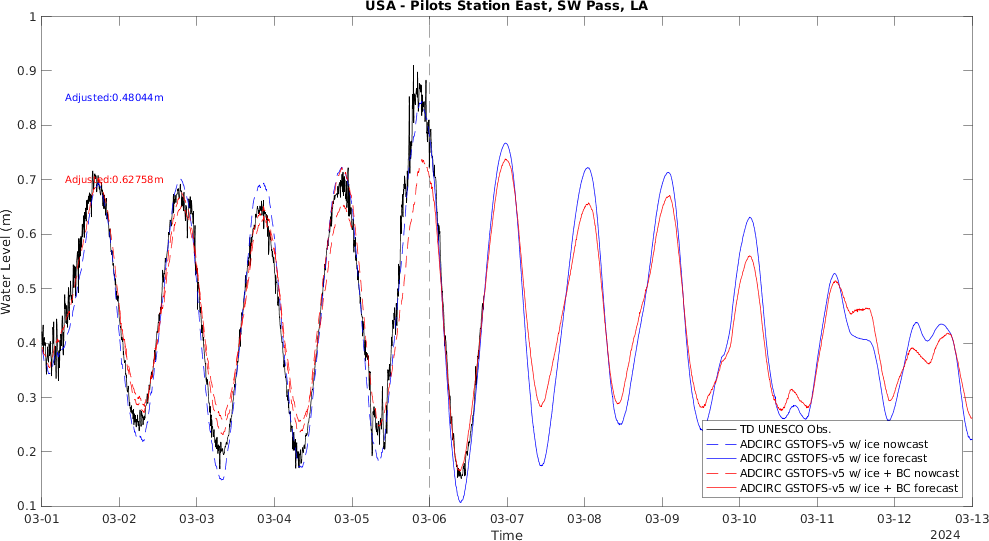 USA - Pilots Station East, SW Pass, LA
1
0.9
0.8
0.7
0.6
0.5
0.4
0.3
0.2
0.1
Water Level (m)
Adjusted:0.48044m
Adjusted:0.62758m
TD UNESCO Obs.
ADCIRC GSTOFS-v5 w/ ice nowcast
ADCIRC GSTOFS-v5 w/ ice forecast
ADCIRC GSTOFS-v5 w/ ice + BC nowcast
ADCIRC GSTOFS-v5 w/ ice + BC forecast
03-01 03-02 03-03 03-04 03-05 03-06 03-07 03-08 03-09 03-10 03-11 03-12 03-13
Time
2024